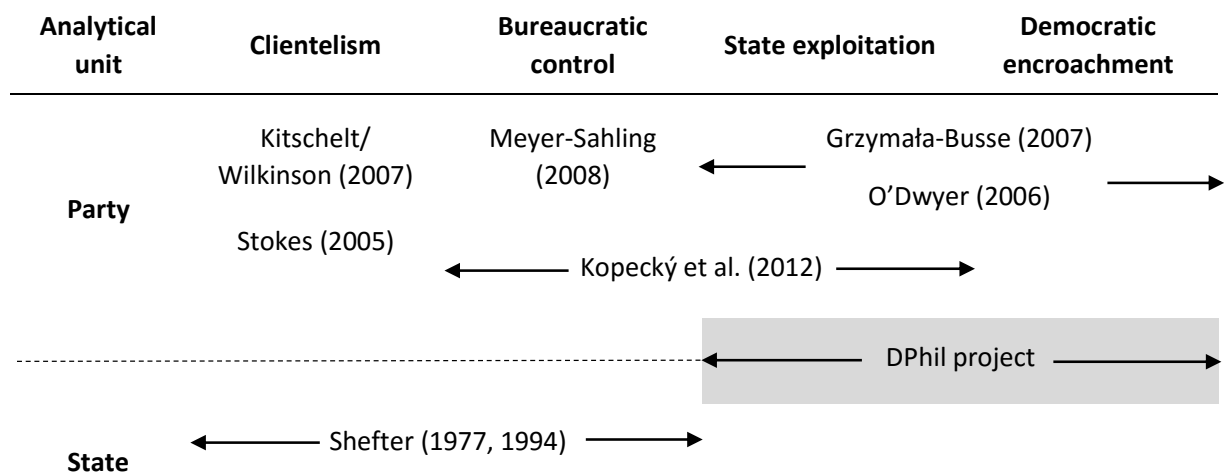 Analytical unit Clientelism Bureaucratic control State exploitation Democratic encroachment
Kitschelt/
Wilkinson (2007)
Meyer-Sahling
(2008)
Grzymała-Busse (2007)
O'Dwyer (2006)
Party
Stokes (2005)
Kopecký et al. (2012)
DPhil project
Shefter (1977, 1994)
State